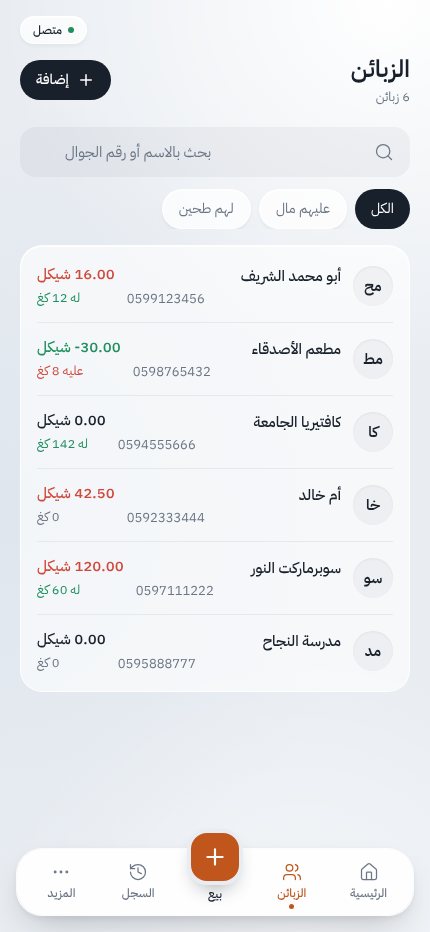 متصل
الزبائن
إضافة
6 زبائن
بحث بالاسم أو رقم الجوال
الكل
عليهم مال
لهم طحين
مح
أبو محمد الشريف
16.00 شيكل
0599123456
له 12 كغ
مط
مطعم الأصدقاء
-30.00 شيكل
0598765432
عليه 8 كغ
كا
كافتيريا الجامعة
0.00 شيكل
0594555666
له 142 كغ
خا
أم خالد
42.50 شيكل
0592333444
0 كغ
سو
سوبرماركت النور
120.00 شيكل
0597111222
له 60 كغ
مد
مدرسة النجاح
0.00 شيكل
0595888777
0 كغ
الرئيسية
الزبائن
بيع
السجل
المزيد